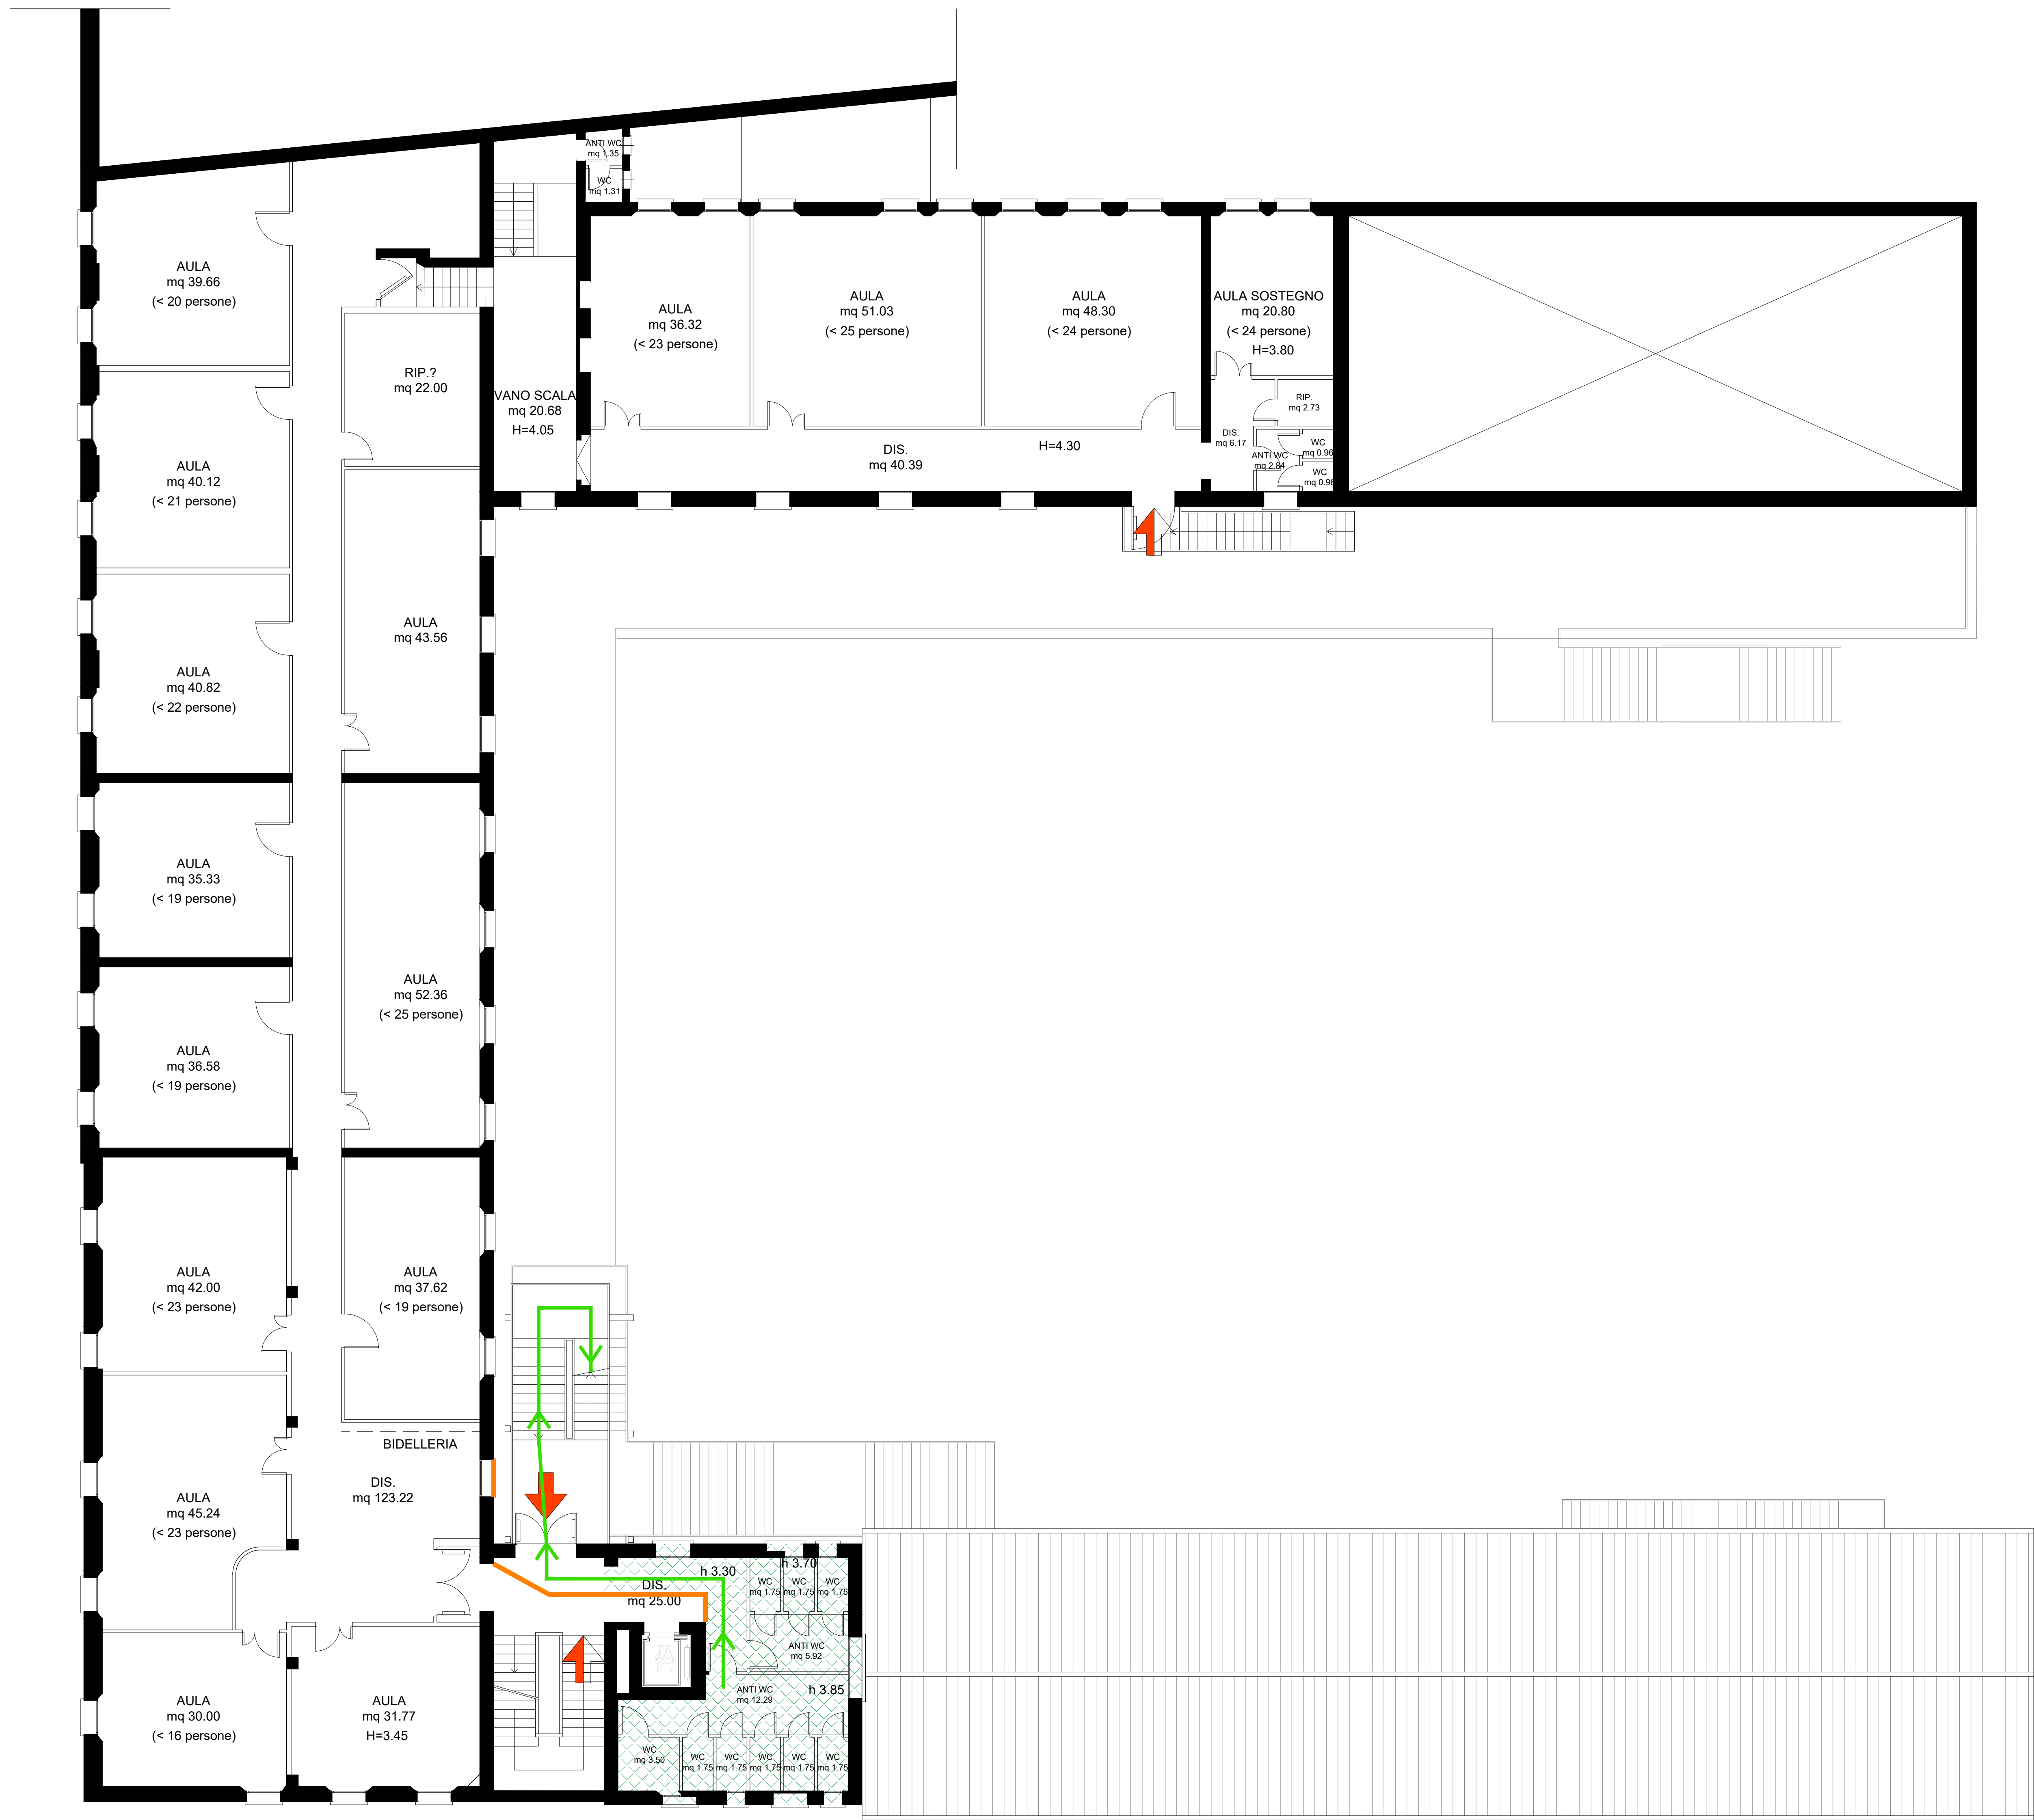 ANTI WC
mq 1.35
WC
mq 1.31
AULA
mq 39.66
(< 20 persone)
AULA
mq 36.32
(< 23 persone)
AULA
mq 51.03
(< 25 persone)
AULA
mq 48.30
(< 24 persone)
AULA SOSTEGNO
mq 20.80
(< 24 persone)
H=3.80
RIP.?
mq 22.00
VANO SCALA
mq 20.68
H=4.05
RIP.
mq 2.73
DIS.
mq 40.39
H=4.30
DIS.
mq 6.17
ANTI WC
mq 2.84
WC
mq 0.96
WC
mq 0.96
AULA
mq 40.12
(< 21 persone)
AULA
mq 43.56
AULA
mq 40.82
(< 22 persone)
AULA
mq 35.33
(< 19 persone)
AULA
mq 52.36
(< 25 persone)
AULA
mq 36.58
(< 19 persone)
AULA
mq 42.00
(< 23 persone)
AULA
mq 37.62
(< 19 persone)
BIDELLERIA
DIS.
mq 123.22
AULA
mq 45.24
(< 23 persone)
h 3.30
h 3.70
DIS.
mq 25.00
WC
mq 1.75
WC
mq 1.75
WC
mq 1.75
ANTI WC
mq 5.92
ANTI WC
mq 12.29
h 3.85
AULA
mq 30.00
(< 16 persone)
AULA
mq 31.77
H=3.45
WC
mq 3.50
WC
mq 1.75
WC
mq 1.75
WC
mq 1.75
WC
mq 1.75
WC
mq 1.75